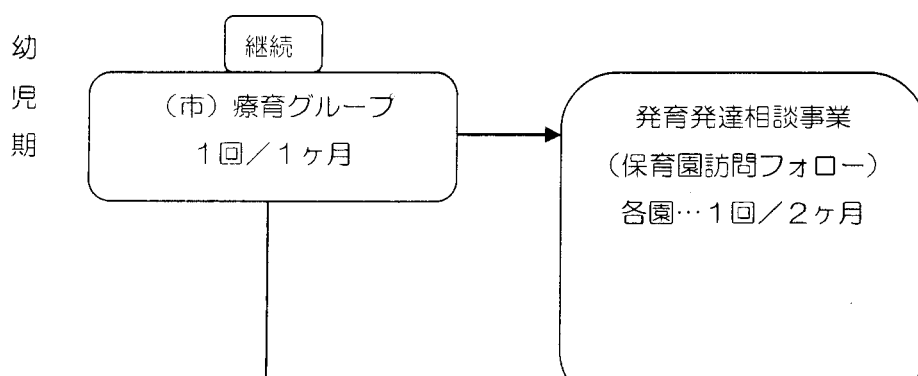 幼児期
継続
（市）療育グループ
１回／１ヶ月
発育発達相談事業
（保育園訪問フォロー）
各園…１回／２ヶ月